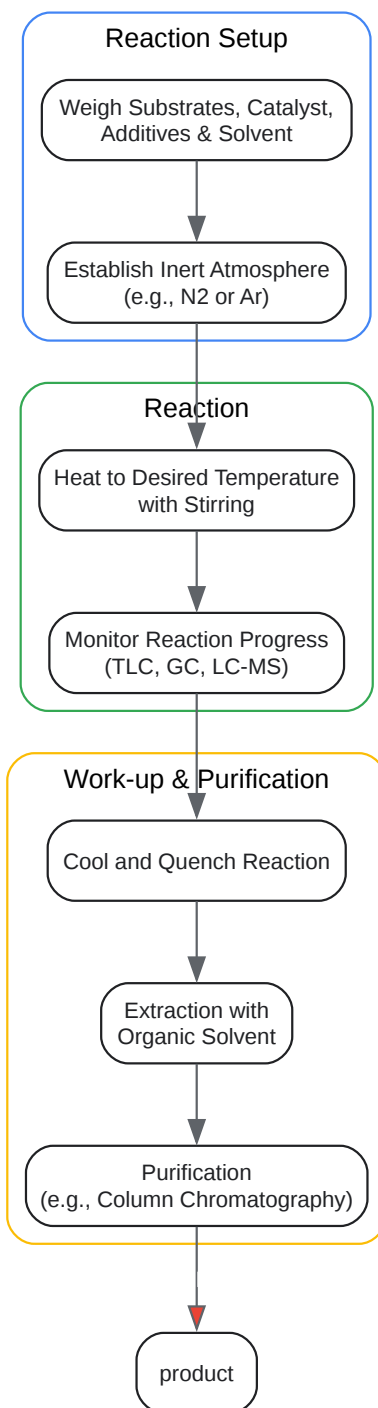 Reaction Setup
Weigh Substrates, Catalyst,
Additives & Solvent
Establish Inert Atmosphere
(e.g., N2 or Ar)
Reaction
Heat to Desired Temperature
with Stirring
Monitor Reaction Progress
(TLC, GC, LC-MS)
Work-up & Purification
Cool and Quench Reaction
Extraction with
Organic Solvent
Purification
(e.g., Column Chromatography)
product